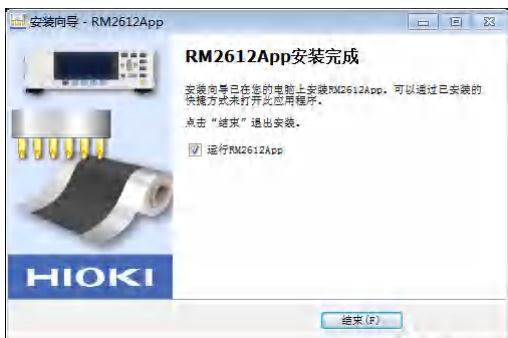 安装向导 - RM2612App
RM2612App安装完成
安装向导已在您的电脑上安装RM2612App。可以通过已安装的
快捷方式来打开此应用程序。
点击“结束”退出安装。
运行RM2612App
HIOKI
结束(F)